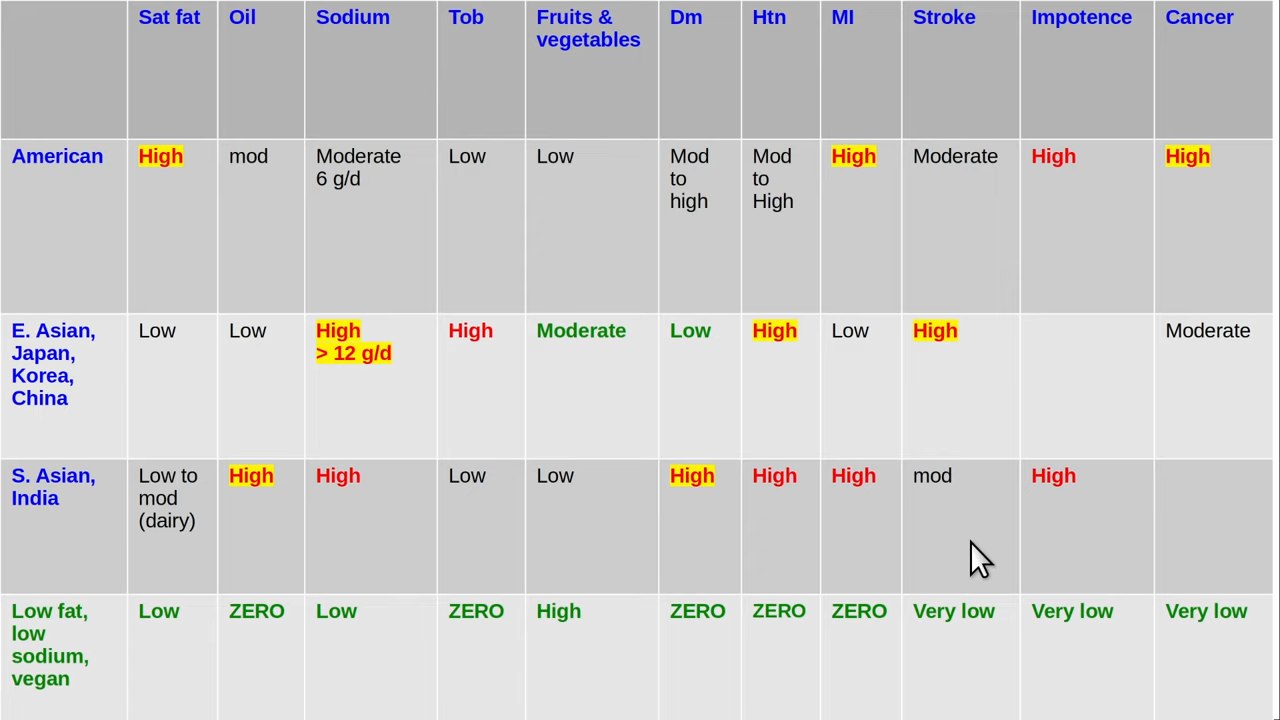 Sat fat Oil Sodium Tob Fruits & Dm Htn MI Stroke Impotence Cancer
vegetables
American High mod Moderate Low Low Mod Mod High Moderate High High
6 g/d to to
high High
E. Asian, Low Low High High Moderate Low High Low High Moderate
Japan, > 12 g/d
Korea,
China
S. Asian, Low to High High Low Low High High High mod High
India mod
(dairy)
Low fat, Low ZERO Low ZERO High ZERO ZERO ZERO Very low Very low Very low
low
sodium,
vegan